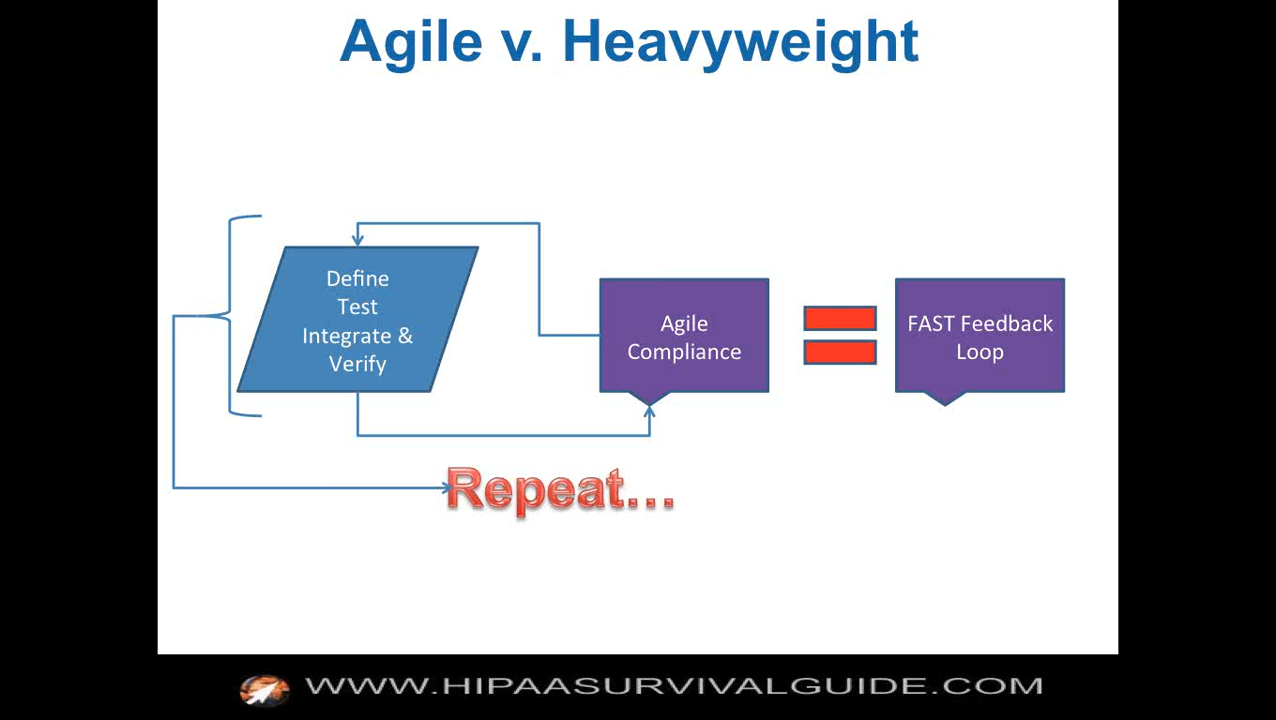 Agile v. Heavyweight
Define
Test
Integrate &
Verify
Agile
Compliance
FAST Feedback
Loop
Repeat...
WWW.HIPAASURVIVALGUIDE.COM